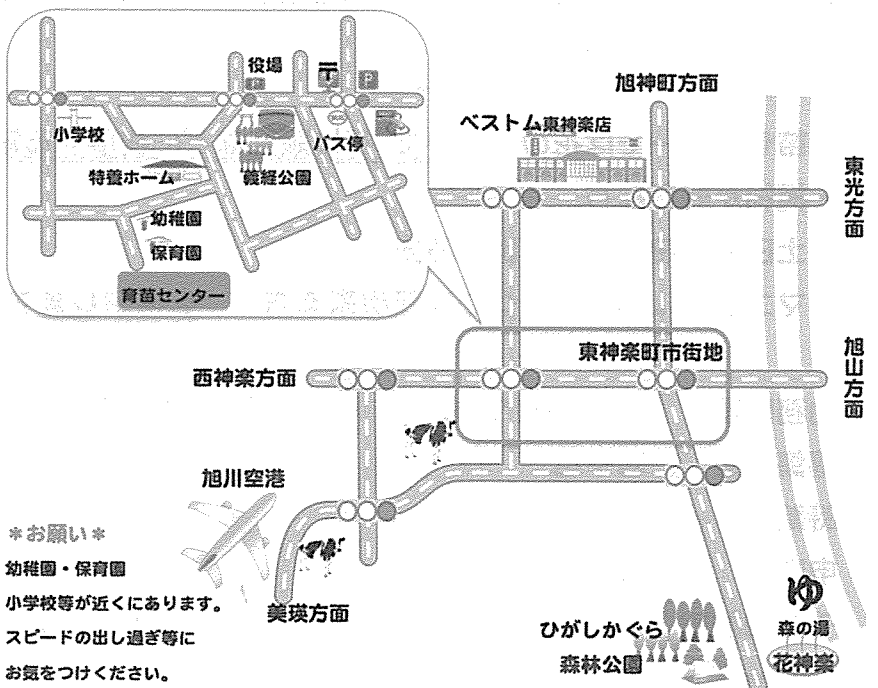 役場
〒
P
小学校
バス停
特養ホーム
義経公園
幼稚園
保育園
育苗センター
旭神町方面
ベストム東神楽店
東光方面
東神楽町市街地
西神楽方面
旭山方面
旭川空港
美瑛方面
＊お願い＊
幼稚園・保育園
小学校等が近くにあります。
スピードの出し過ぎ等に
お気をつけください。
ひがしかぐら
森林公園
ゆ
森の湯
花神楽